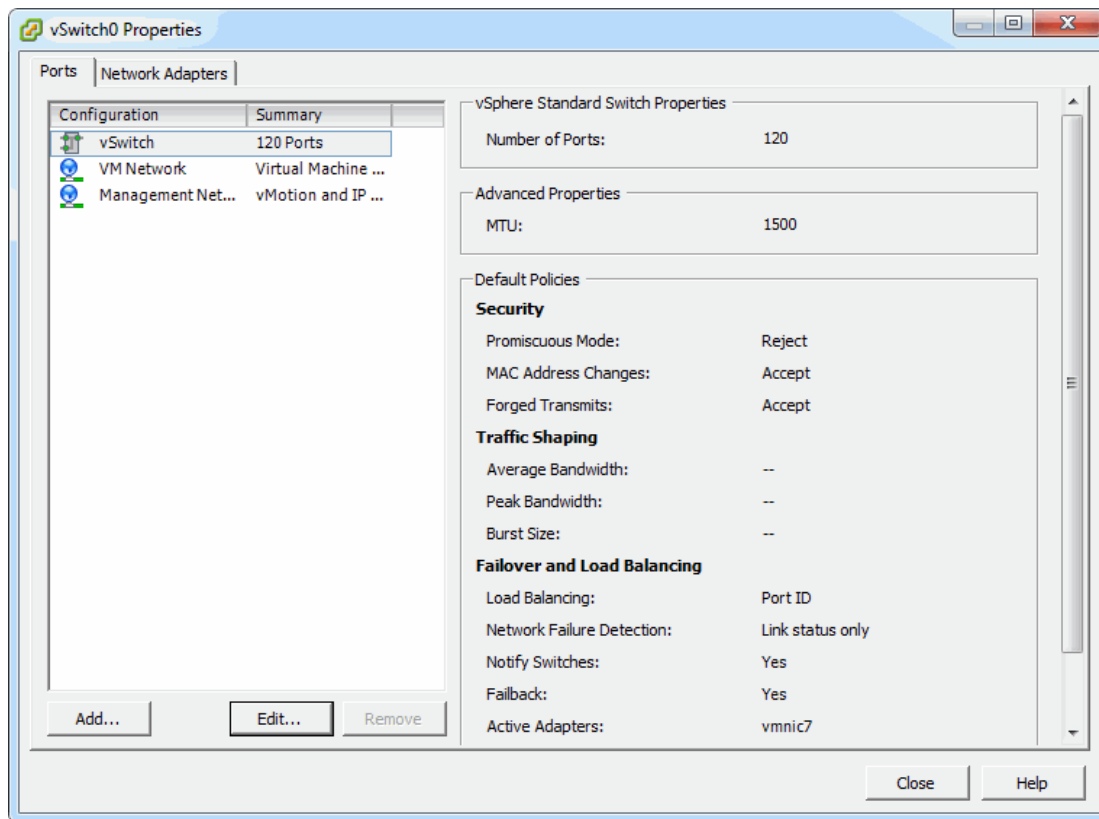 vSwitch0 Properties
Ports
Network Adapters
Configuration Summary
vSwitch 120 Ports
VM Network Virtual Machine ...
Management Net... vMotion and IP ...
Add...
Edit...
Remove
vSphere Standard Switch Properties
Number of Ports: 120
Advanced Properties
MTU: 1500
Default Policies
Security
Promiscuous Mode: Reject
MAC Address Changes: Accept
Forged Transmits: Accept
Traffic Shaping
Average Bandwidth: --
Peak Bandwidth: --
Burst Size: --
Failover and Load Balancing
Load Balancing: Port ID
Network Failure Detection: Link status only
Notify Switches: Yes
Failback: Yes
Active Adapters: vmnic7
Close
Help